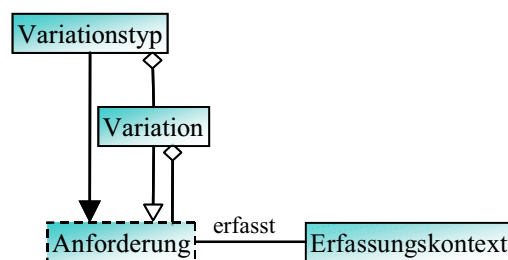 Variationstyp
Variation
erfasst
Anforderung
Erfassungskontext